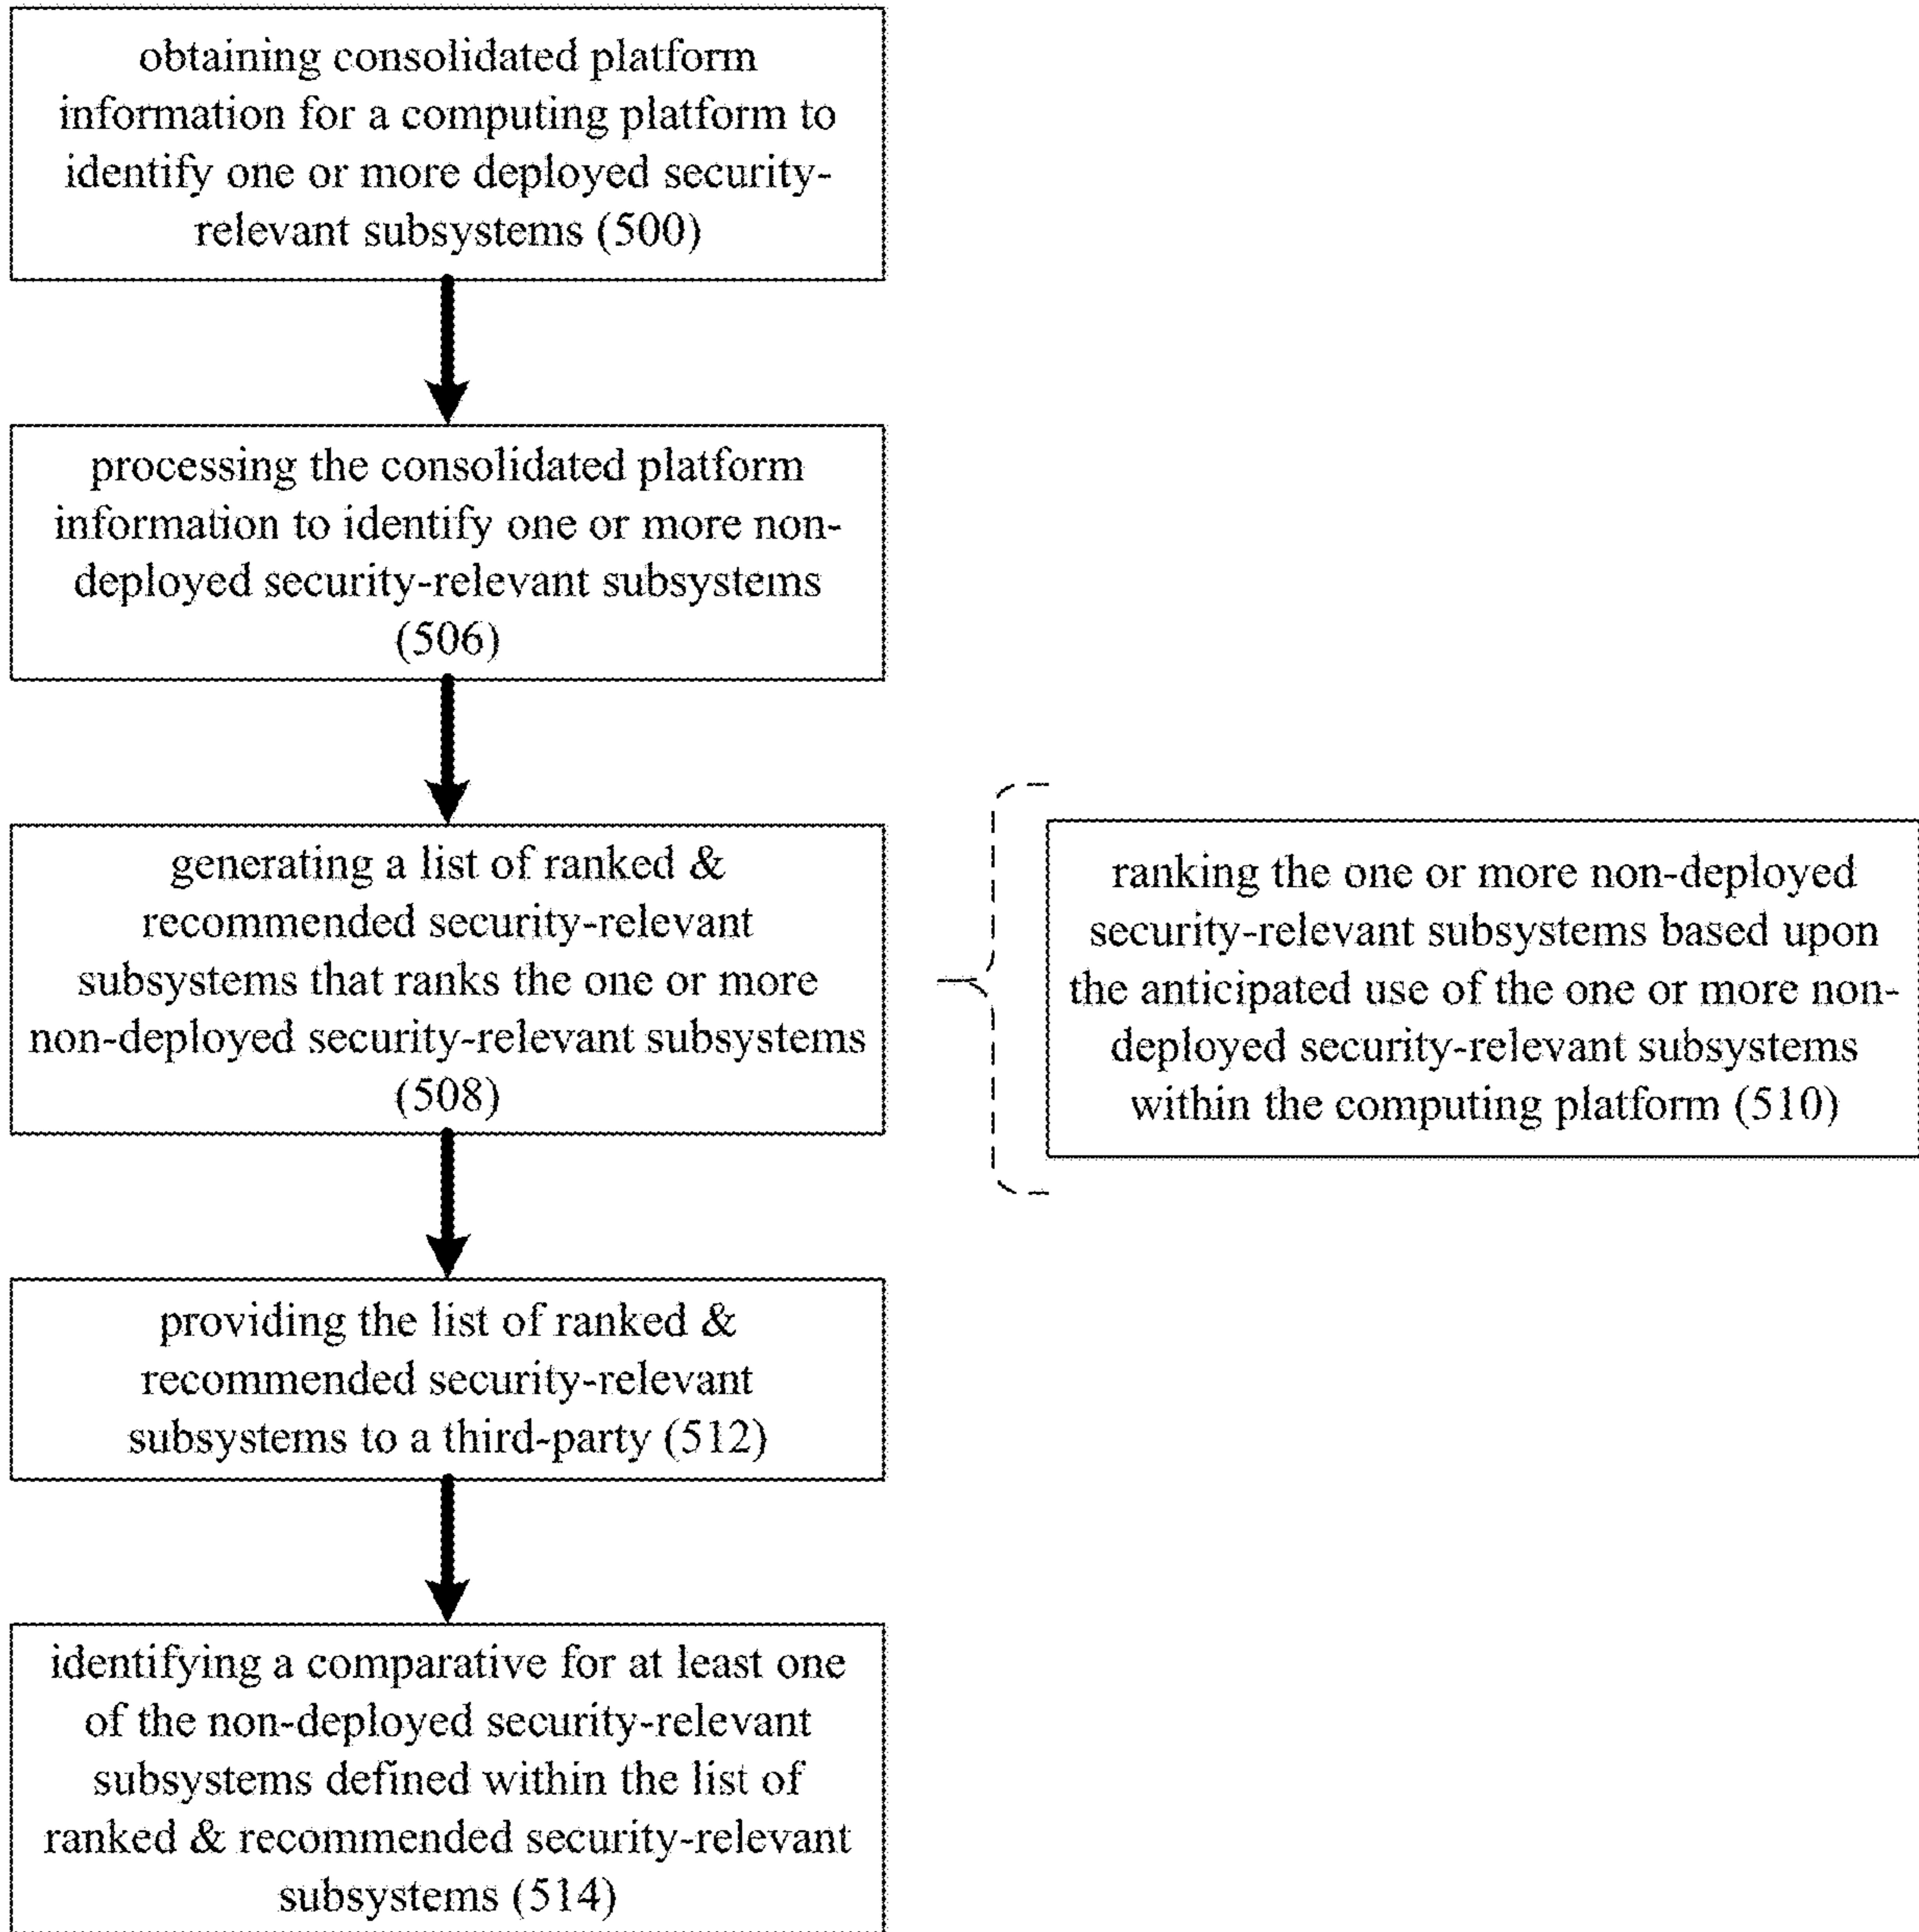 obtaining consolidated platform
information for a computing platform to
identify one or more deployed security-
relevant subsystems (500)
processing the consolidated platform
information to identify one or more non-
deployed security-relevant subsystems
(506)
generating a list of ranked &
recommended security-relevant
subsystems that ranks the one or more
non-deployed security-relevant subsystems
(508)
ranking the one or more non-deployed
security-relevant subsystems based upon
the anticipated use of the one or more non-
deployed security-relevant subsystems
within the computing platform (510)
providing the list of ranked &
recommended security-relevant
subsystems to a third-party (512)
identifying a comparative for at least one
of the non-deployed security-relevant
subsystems defined within the list of
ranked & recommended security-relevant
subsystems (514)